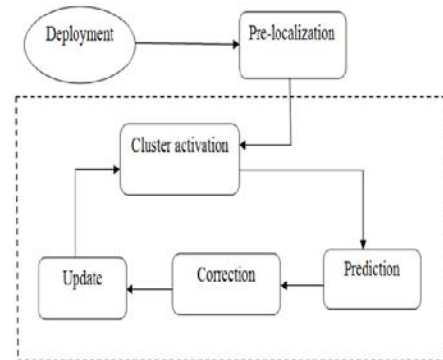 Deployment
Pre-localization
Cluster activation
Update
Correction
Prediction